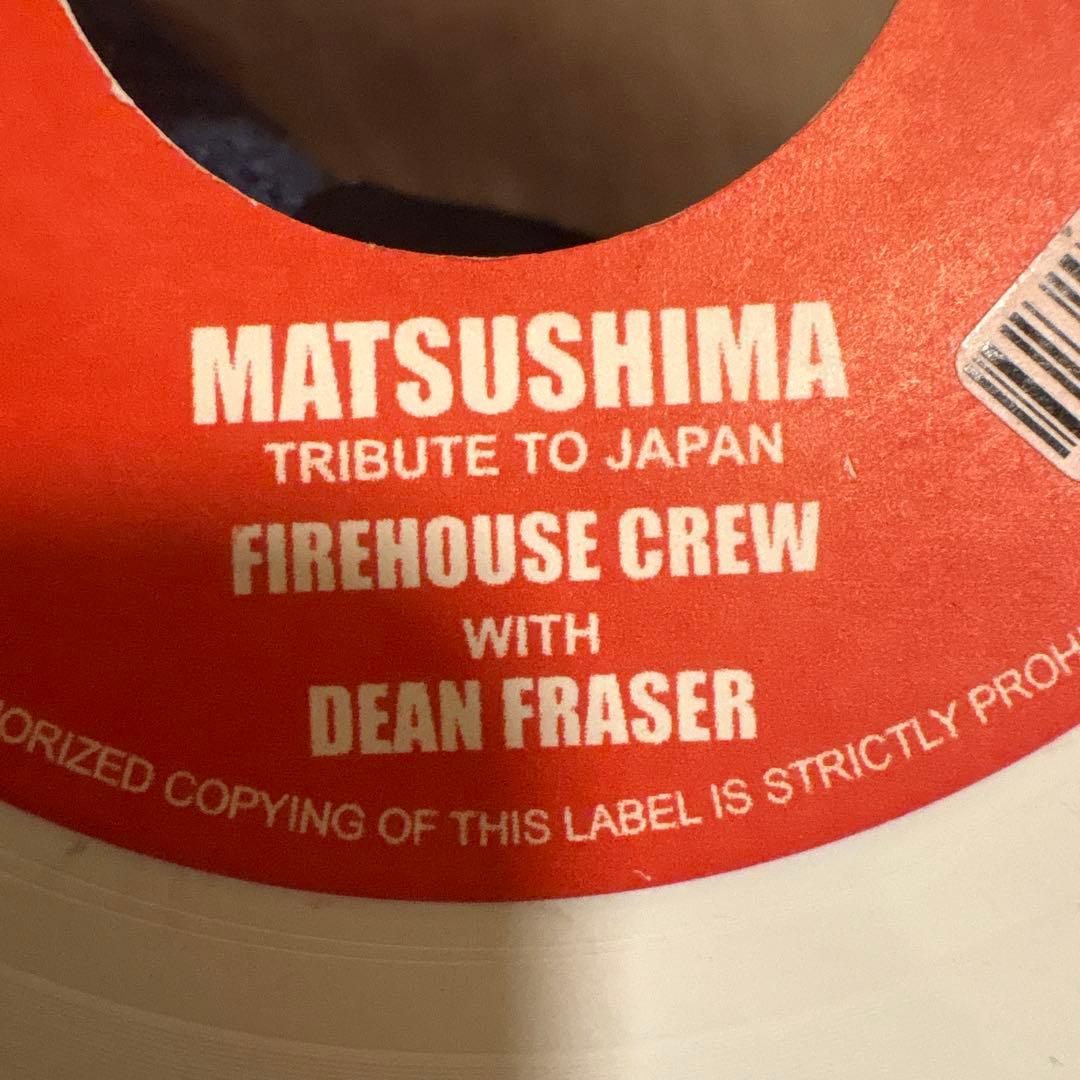 MATSUSHIMA
TRIBUTE TO JAPAN
FIREHOUSE CREW
WITH
DEAN FRASER
COPYING OF THIS LABEL IS STRICTLY